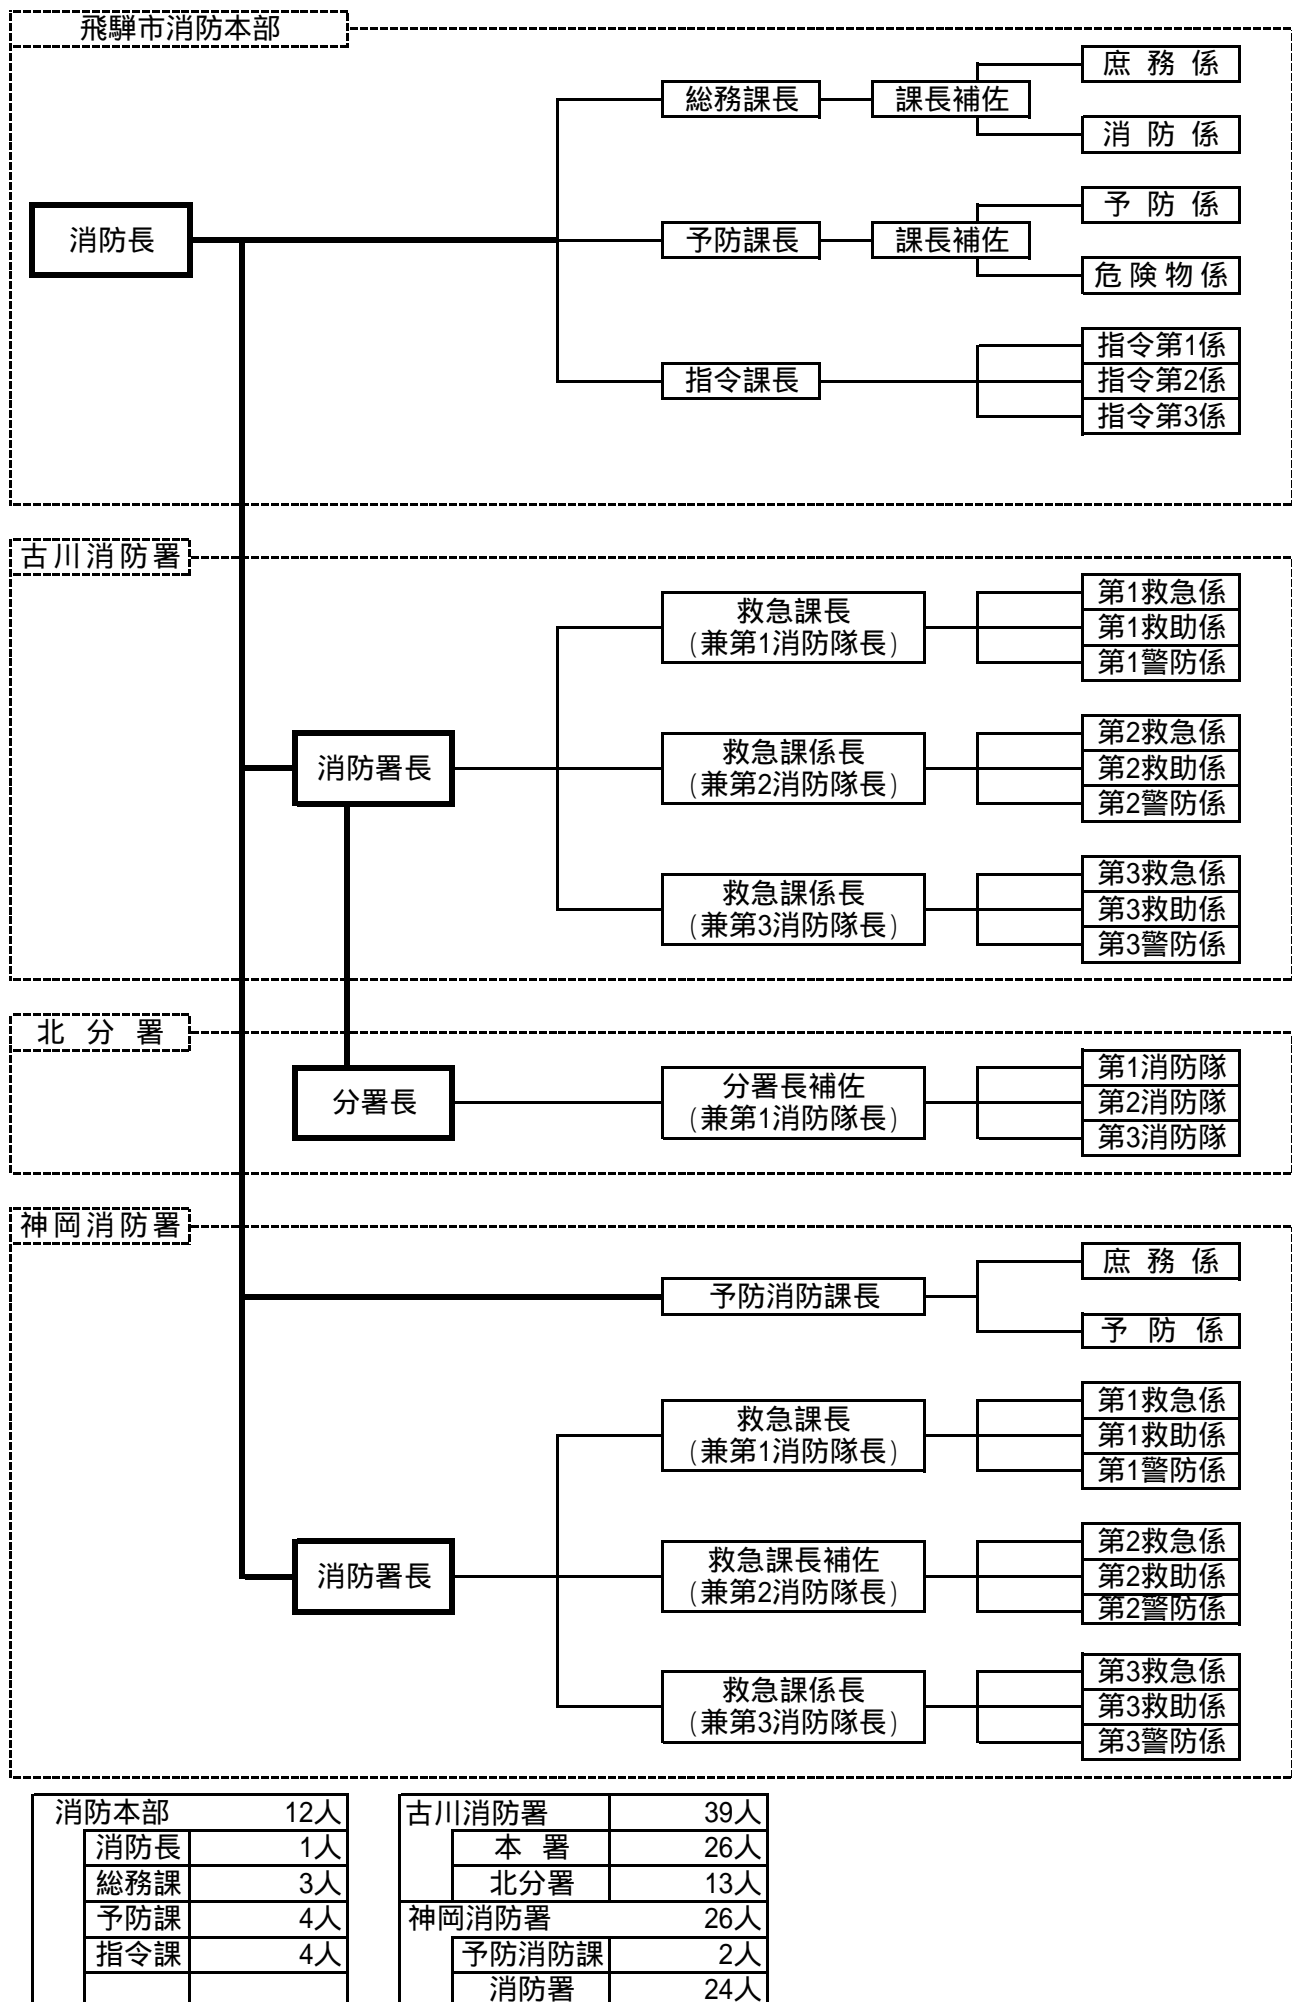 飛騨市消防本部
庶務係
総務課長
課長補佐
消防係
消防長
予防係
予防課長
課長補佐
危険物係
指令第1係
指令課長
指令第2係
指令第3係
古川消防署
救急課長
(兼第1消防隊長)
第1救急係
第1救助係
第1警防係
消防署長
救急課係長
(兼第2消防隊長)
第2救急係
第2救助係
第2警防係
救急課係長
(兼第3消防隊長)
第3救急係
第3救助係
第3警防係
北分署
分署長
分署長補佐
(兼第1消防隊長)
第1消防隊
第2消防隊
第3消防隊
神岡消防署
予防消防課長
庶務係
予防係
救急課長
(兼第1消防隊長)
第1救急係
第1救助係
第1警防係
消防署長
救急課長補佐
(兼第2消防隊長)
第2救急係
第2救助係
第2警防係
救急課係長
(兼第3消防隊長)
第3救急係
第3救助係
第3警防係
消防本部 12人
消防長 1人
総務課 3人
予防課 4人
指令課 4人
古川消防署 39人
本署 26人
北分署 13人
神岡消防署 26人
予防消防課 2人
消防署 24人